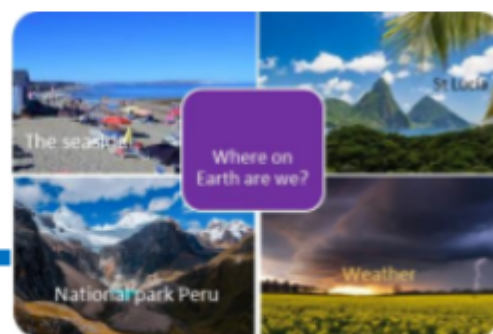 The seaside
St Lucia
Where on
Earth are we?
National park Peru
Weather